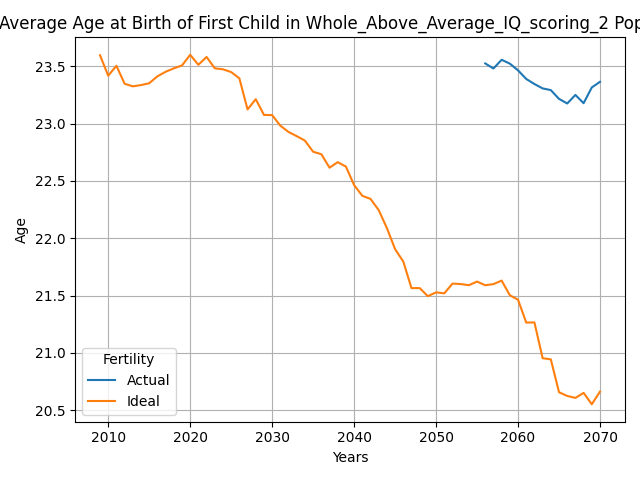 Average Age at Birth of First Child in Whole_Above_Average_IQ_scoring_2 Pop
23.5
23.0
22.5
22.0
21.5
21.0
20.5
Age
Fertility
Actual
Ideal
2010 2020 2030 2040 2050 2060 2070
Years